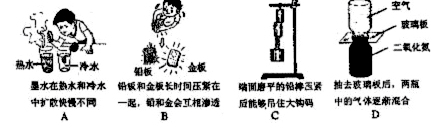 空气
玻璃板
二氧化氮
热水
冷水
铅板
金板
墨水在热水和冷水
中扩散快慢不同
A
铅板和金板长时间压紧在
一起，铅和金会互相渗透
B
端面磨平的铅棒压紧
后能够吊住大钩码
C
抽去玻璃板后，两瓶
中的气体逐渐混合
D